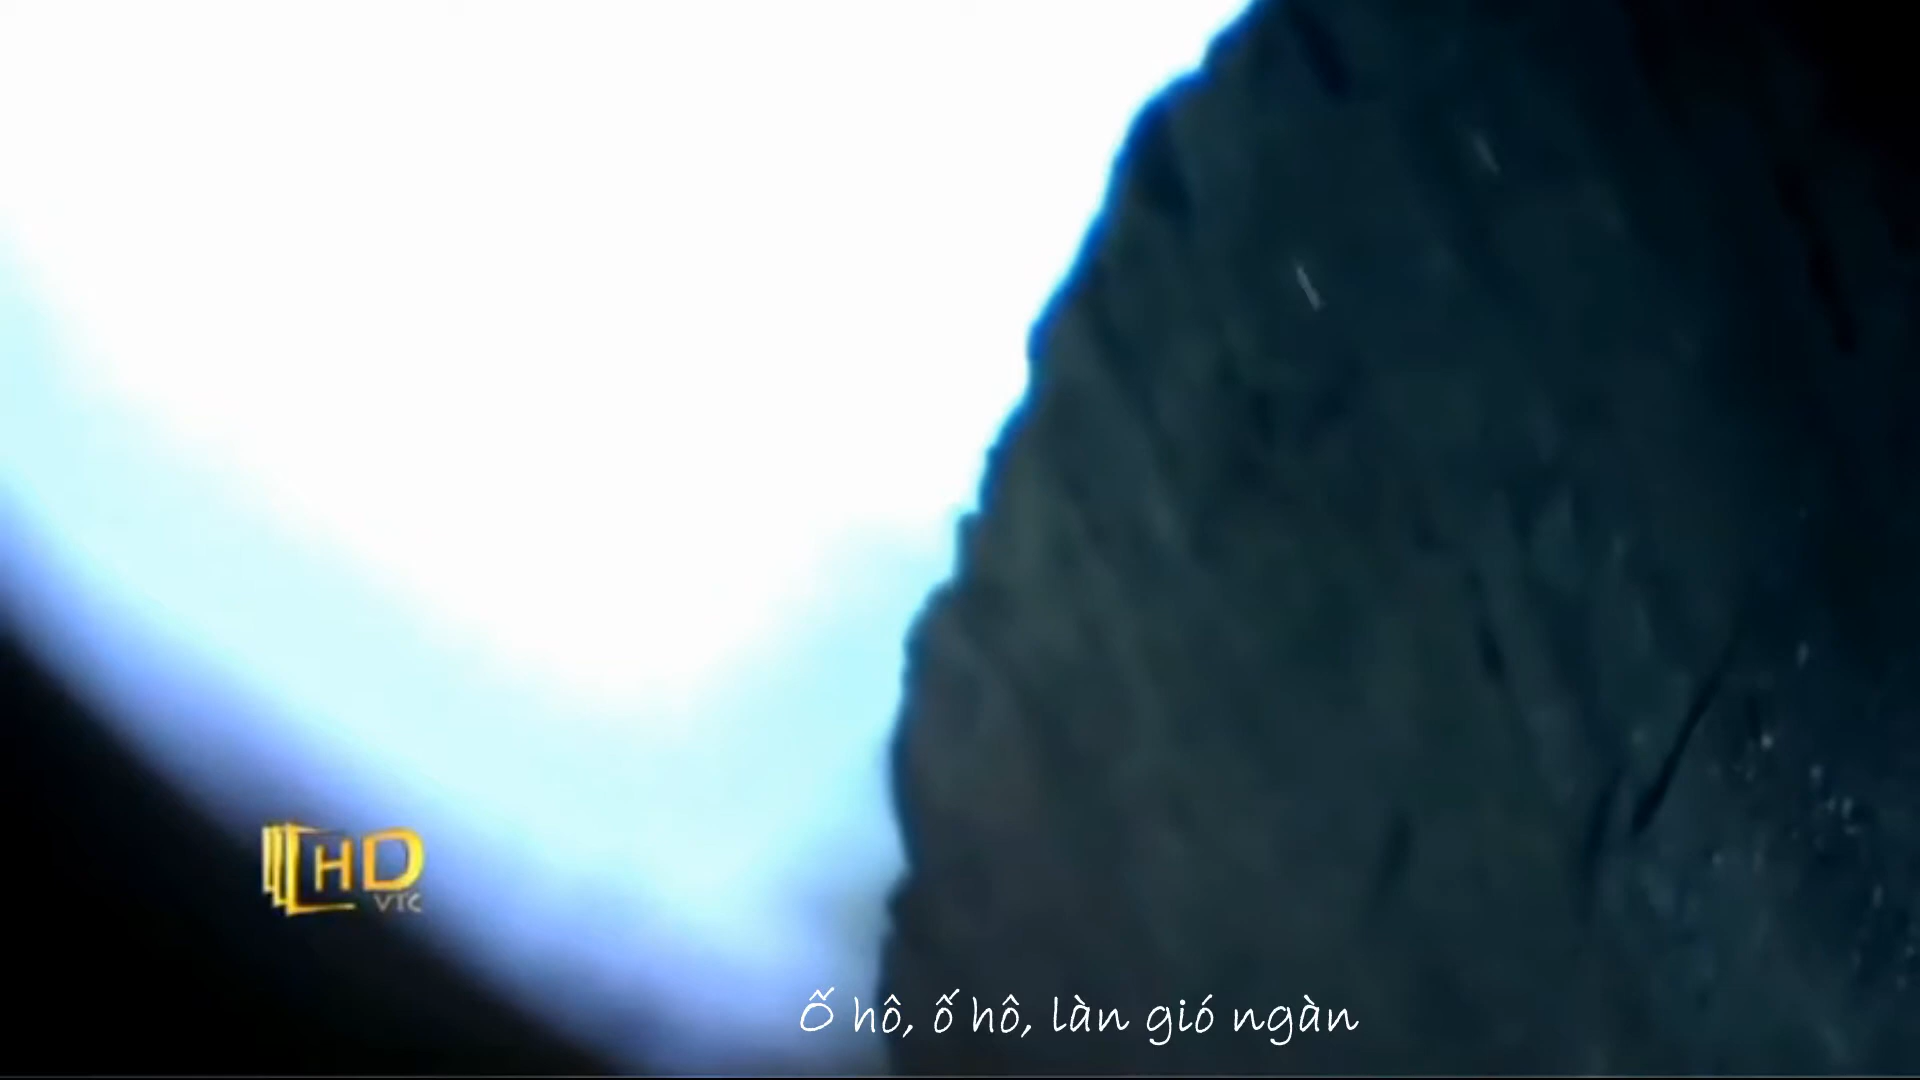 HD
VTC
Ỗ hô, ố hô, làn gió ngàn